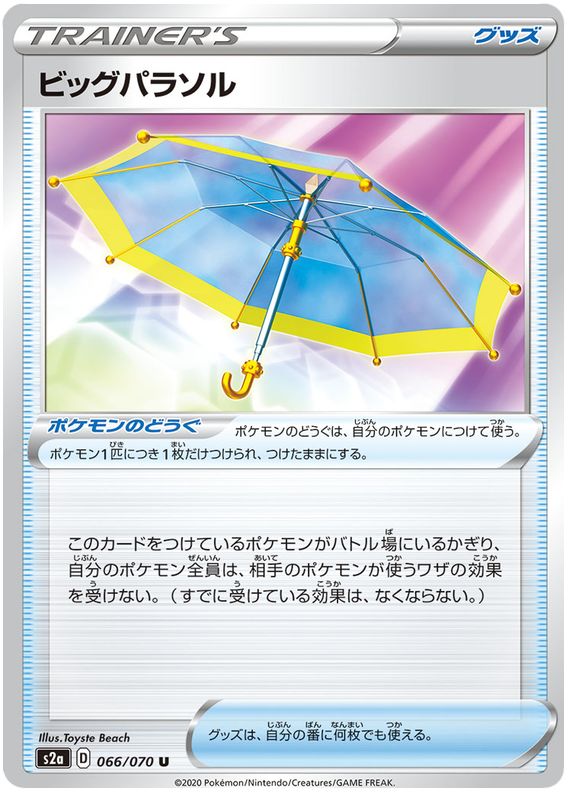 TRAINER'S グッズ
ビッグパラソル
ポケモンのどうぐ ポケモンのどうぐは、自分のポケモンにつけて使う。
ポケモン1匹につき1枚だけつけられ、つけたままにする。
このカードをつけているポケモンがバトル場にいるかぎり、
自分のポケモン全員は、相手のポケモンが使うワザの効果
を受けない。（すでに受けている効果は、なくならない。）
Illus.Toyste Beach
グッズは、自分の番に何枚でも使える。
s2a D 066/070 U
©2020 Pokémon/Nintendo/Creatures/GAME FREAK.